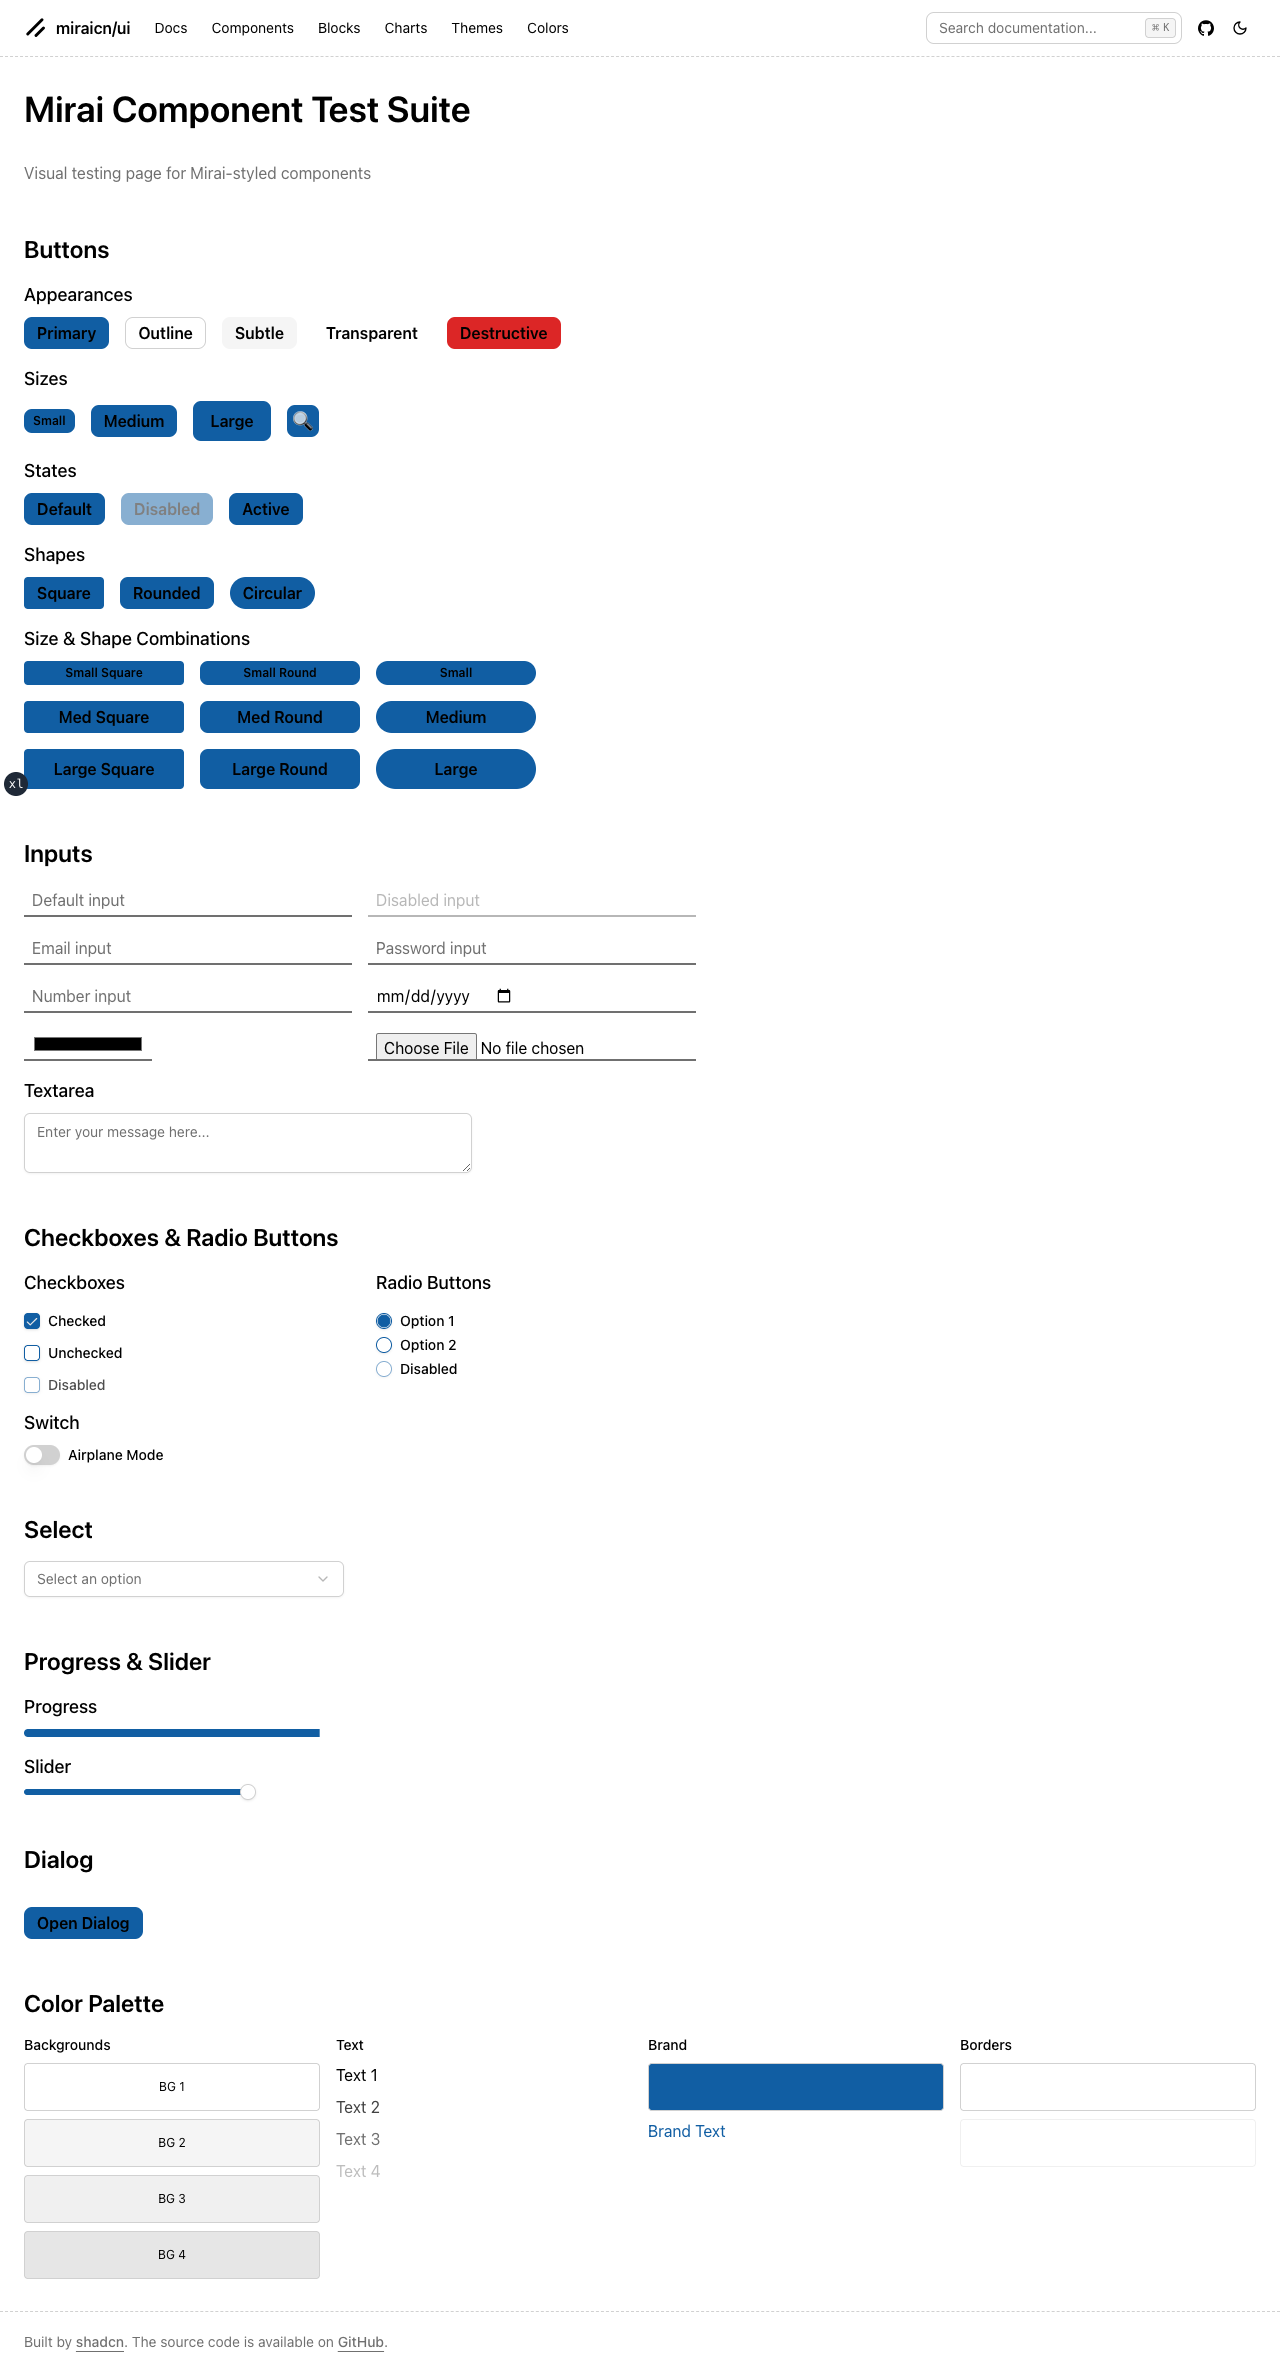 miraicn/ui Docs Components Blocks Charts Themes Colors Search documentation... ⌘ K
Mirai Component Test Suite
Visual testing page for Mirai-styled components
Buttons
Appearances
Primary Outline Subtle Transparent Destructive
Sizes
Small Medium Large
States
Default Disabled Active
Shapes
Square Rounded Circular
Size & Shape Combinations
Small Square Small Round Small
Med Square Med Round Medium
Large Square Large Round Large
xl
Inputs
Default input Disabled input
Email input Password input
Number input mm/dd/yyyy
Choose File No file chosen
Textarea
Enter your message here...
Checkboxes & Radio Buttons
Checkboxes Radio Buttons
Checked Option 1
Unchecked Option 2
Disabled Disabled
Switch
Airplane Mode
Select
Select an option
Progress & Slider
Progress
Slider
Dialog
Open Dialog
Color Palette
Backgrounds Text Brand Borders
BG 1 Text 1
BG 2 Text 2 Brand Text
BG 3 Text 3
BG 4 Text 4
Built by shadcn. The source code is available on GitHub.